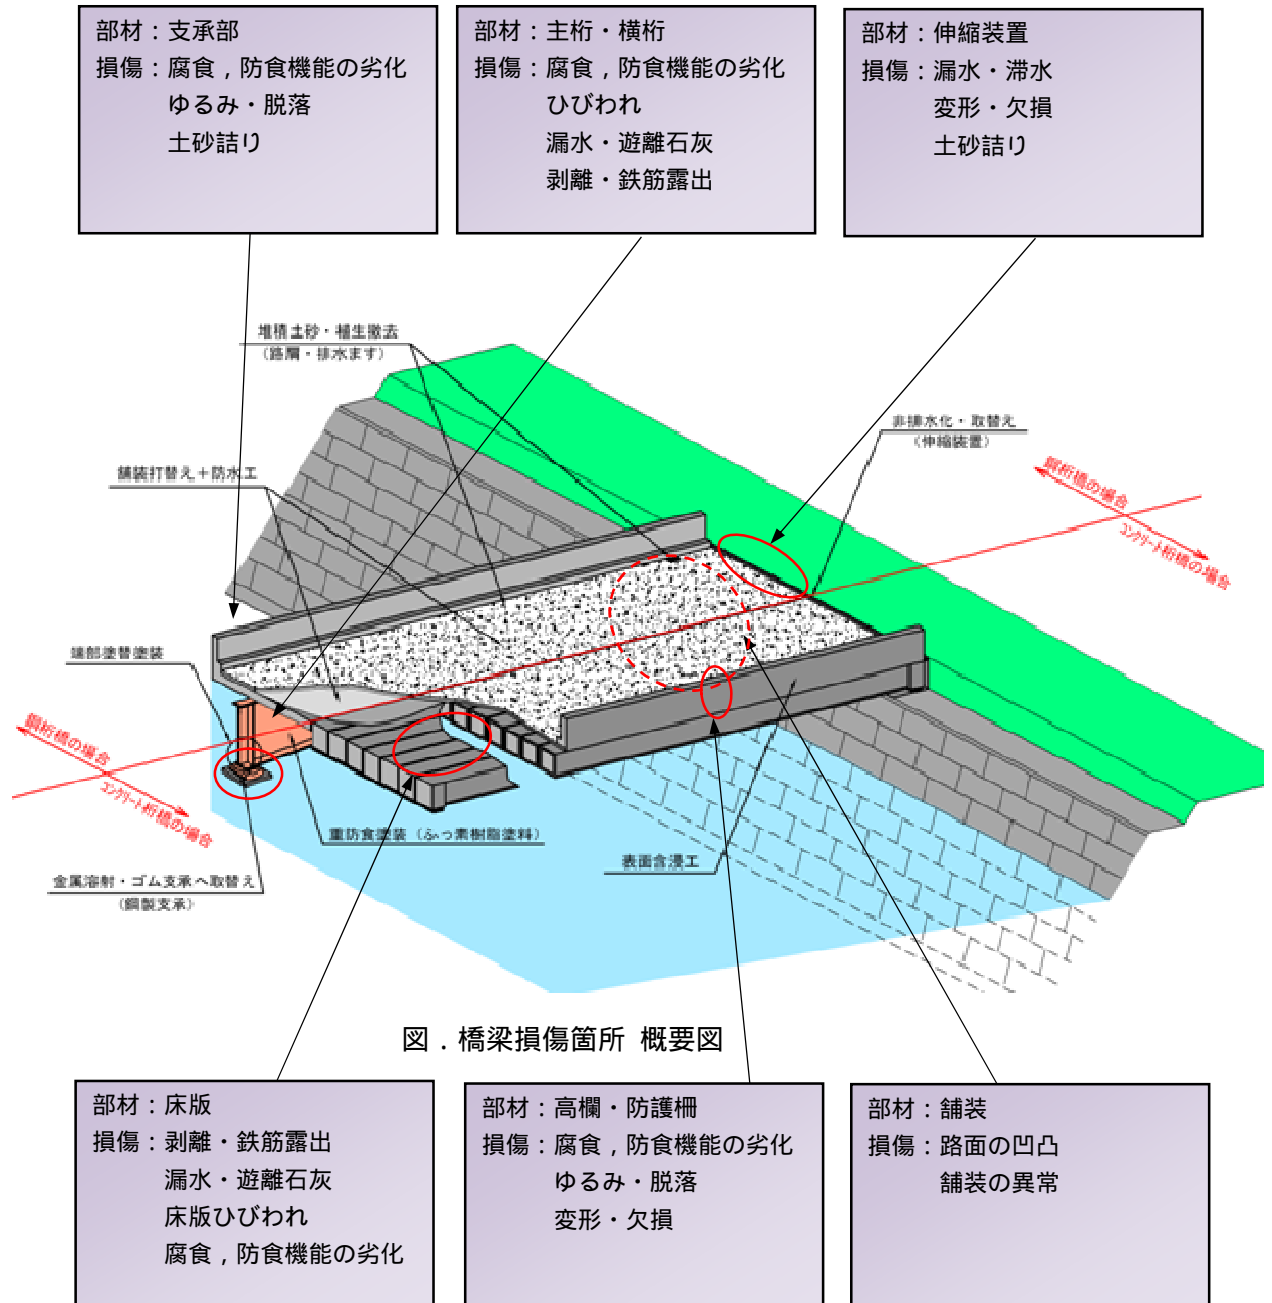 部材：支承部
損傷：腐食，防食機能の劣化
ゆるみ・脱落
土砂詰り
部材：主桁・横桁
損傷：腐食，防食機能の劣化
ひびわれ
漏水・遊離石灰
剥離・鉄筋露出
部材：伸縮装置
損傷：漏水・滞水
変形・欠損
土砂詰り
堆積土砂・植生撤去
（路肩・排水ます）
非排水化・取替え
（伸縮装置）
舗装打替え＋防水工
鋼桁橋の場合
コンクリート桁橋の場合
端部塗替塗装
鋼桁橋の場合
コンクリート桁橋の場合
重防食塗装（ふっ素樹脂塗料）
表面含浸工
金属溶射・ゴム支承へ取替え
（鋼製支承）
図．橋梁損傷箇所 概要図
部材：床版
損傷：剥離・鉄筋露出
漏水・遊離石灰
床版ひびわれ
腐食，防食機能の劣化
部材：高欄・防護柵
損傷：腐食，防食機能の劣化
ゆるみ・脱落
変形・欠損
部材：舗装
損傷：路面の凹凸
舗装の異常